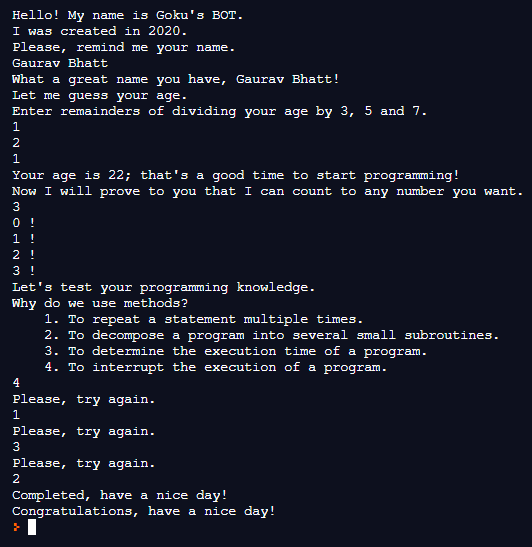 Hello! My name is Goku's BOT.
I was created in 2020.
Please, remind me your name.
Gaurav Bhatt
What a great name you have, Gaurav Bhatt!
Let me guess your age.
Enter remainders of dividing your age by 3, 5 and 7.
1
2
1
Your age is 22; that's a good time to start programming!
Now I will prove to you that I can count to any number you want.
3
0 !
1 !
2 !
3 !
Let's test your programming knowledge.
Why do we use methods?
    1. To repeat a statement multiple times.
    2. To decompose a program into several small subroutines.
    3. To determine the execution time of a program.
    4. To interrupt the execution of a program.
4
Please, try again.
1
Please, try again.
3
Please, try again.
2
Completed, have a nice day!
Congratulations, have a nice day!
>